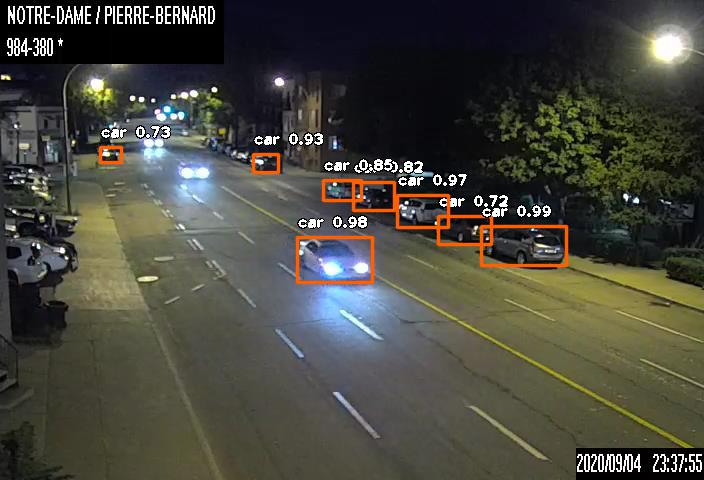 NOTRE-DAME / PIERRE-BERNARD
984-380 *
car 0.73
car 0.93
car 0.85
0.82
car 0.97
car 0.72
car 0.99
car 0.98
2020/09/04 23:37:55